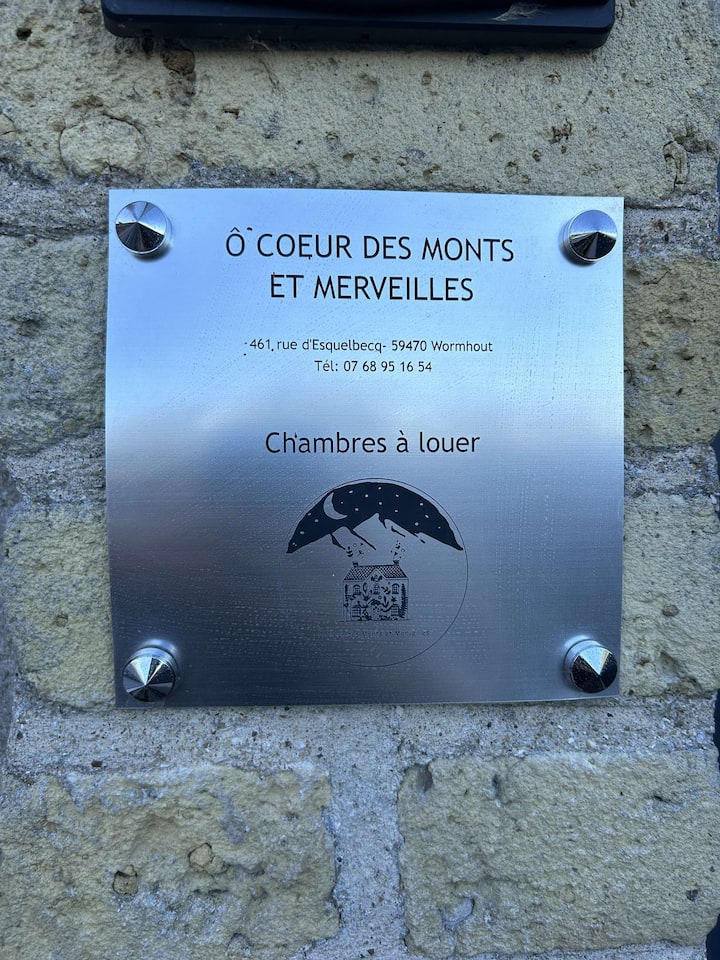 Ô COEUR DES MONTS
ET MERVEILLES
461, rue d'Esquelbecq- 59470 Wormhout
Tél: 07 68 95 16 54
Chambres à louer